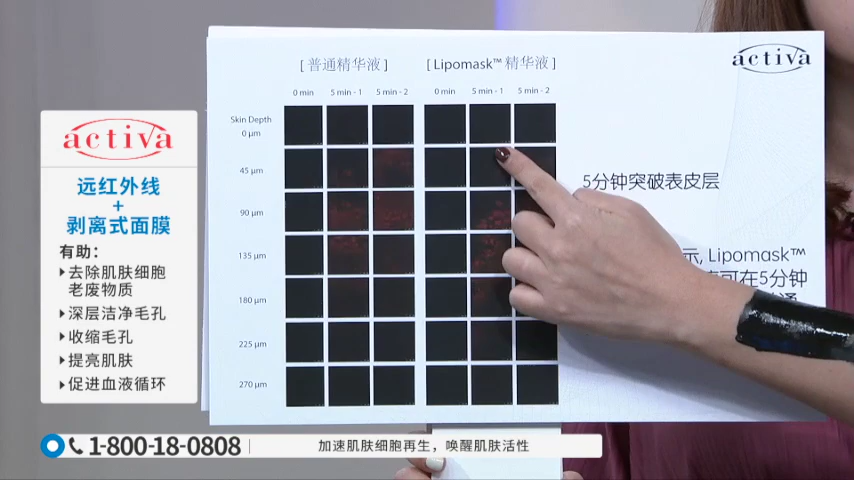 activa
远红外线
+
剥离式面膜
有助：
去除肌肤细胞
老废物质
深层洁净毛孔
收缩毛孔
提亮肌肤
促进血液循环
[ 普通精华液 ]
[ Lipomask™ 精华液 ]
0 min 5 min - 1 5 min - 2
0 min 5 min - 1 5 min - 2
Skin Depth
0 μm
45 μm
90 μm
135 μm
180 μm
225 μm
270 μm
activa
5分钟突破表皮层
示, Lipomask™
可在5分钟
1-800-18-0808
加速肌肤细胞再生，唤醒肌肤活性